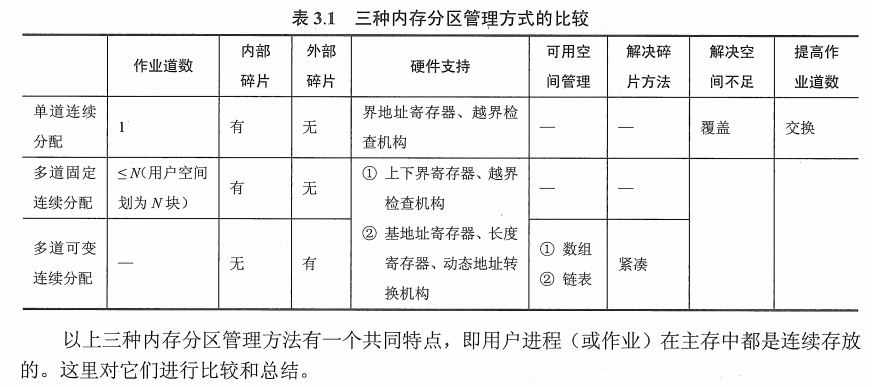 表 3.1 三种内存分区管理方式的比较
作业道数 内部碎片 外部碎片 硬件支持 可用空间管理 解决碎片方法 解决空间不足 提高作业道数
单道连续分配 1 有 无 界地址寄存器、越界检查机构 — — 覆盖 交换
多道固定连续分配 ≤N(用户空间划为N块) 有 无 ① 上下界寄存器、越界检查机构 — —
② 基地址寄存器、长度寄存器、动态地址转换机构
多道可变连续分配 — 无 有 ① 数组 ② 链表 紧凑
以上三种内存分区管理方法有一个共同特点，即用户进程（或作业）在主存中都是连续存放
的。这里对它们进行比较和总结。